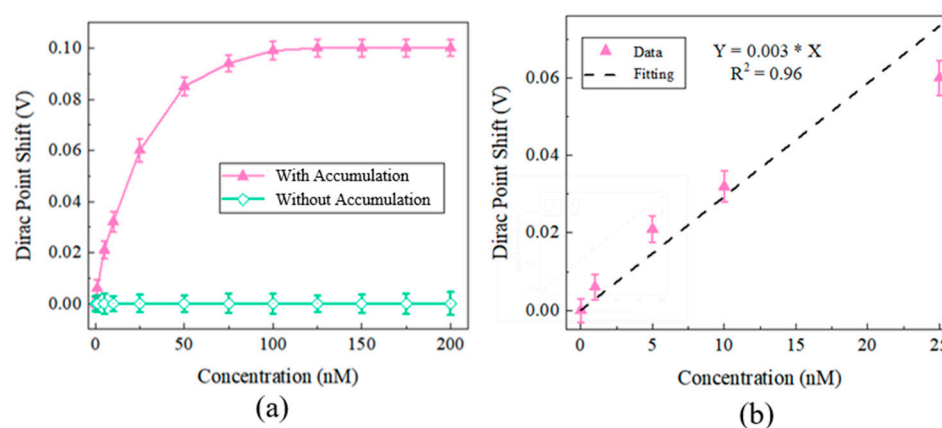 Dirac Point Shift (V)
0.10
0.08
0.06
0.04
0.02
0.00
With Accumulation
Without Accumulation
0
50
100
150
200
Concentration (nM)
(a)
Dirac Point Shift (V)
0.06
0.04
0.02
0.00
Data
Fitting
Y = 0.003 * X
R² = 0.96
0
5
10
15
20
25
Concentration (nM)
(b)